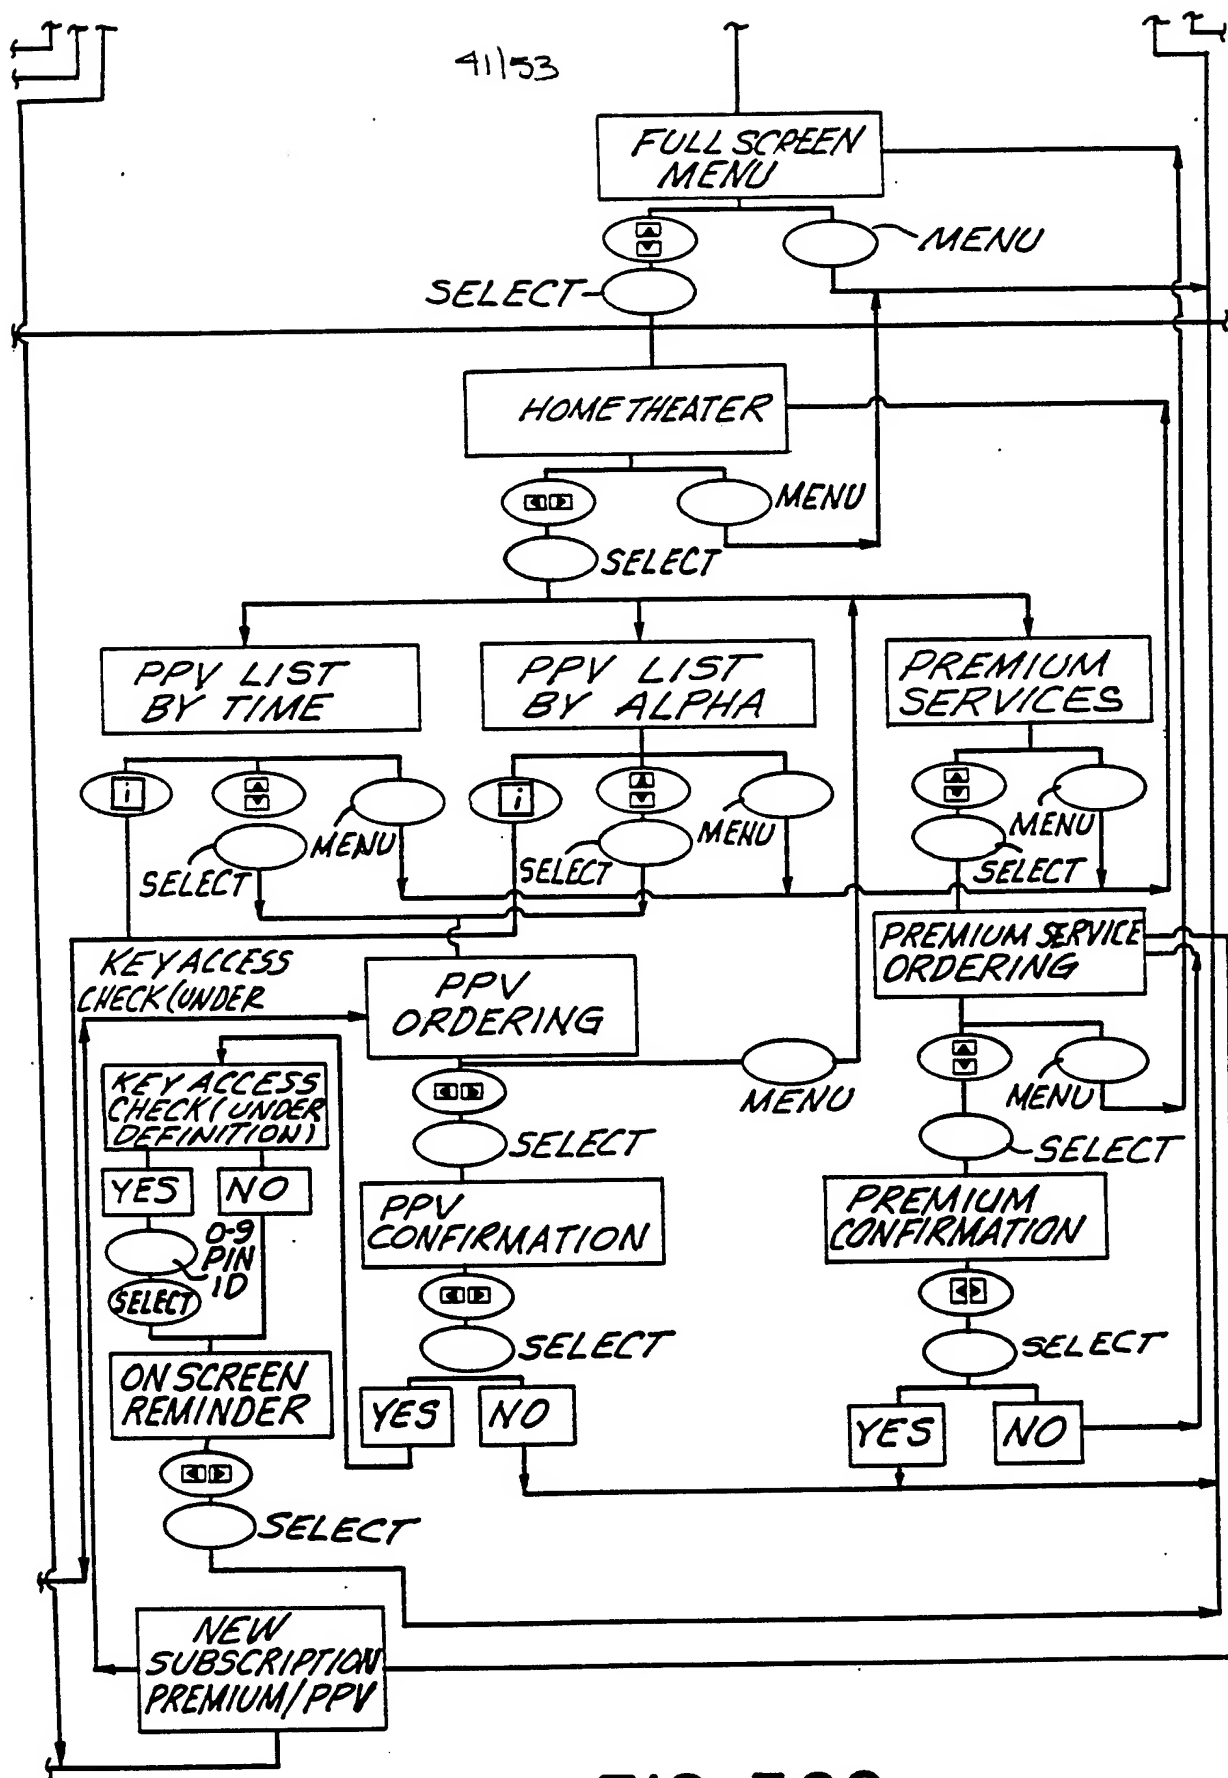 41/53
FULL SCREEN
MENU
MENU
SELECT
HOME THEATER
MENU
SELECT
PPV LIST
BY TIME
PPV LIST
BY ALPHA
PREMIUM
SERVICES
i
i
MENU
SELECT
MENU
SELECT
MENU
SELECT
KEY ACCESS
CHECK (UNDER
PPV
ORDERING
PREMIUM SERVICE
ORDERING
KEY ACCESS
CHECK (UNDER
DEFINITION)
MENU
MENU
SELECT
SELECT
YES
NO
PPV
CONFIRMATION
PREMIUM
CONFIRMATION
0-9
PIN
ID
SELECT
SELECT
SELECT
ON SCREEN
REMINDER
YES
NO
YES
NO
SELECT
NEW
SUBSCRIPTION
PREMIUM/PPV